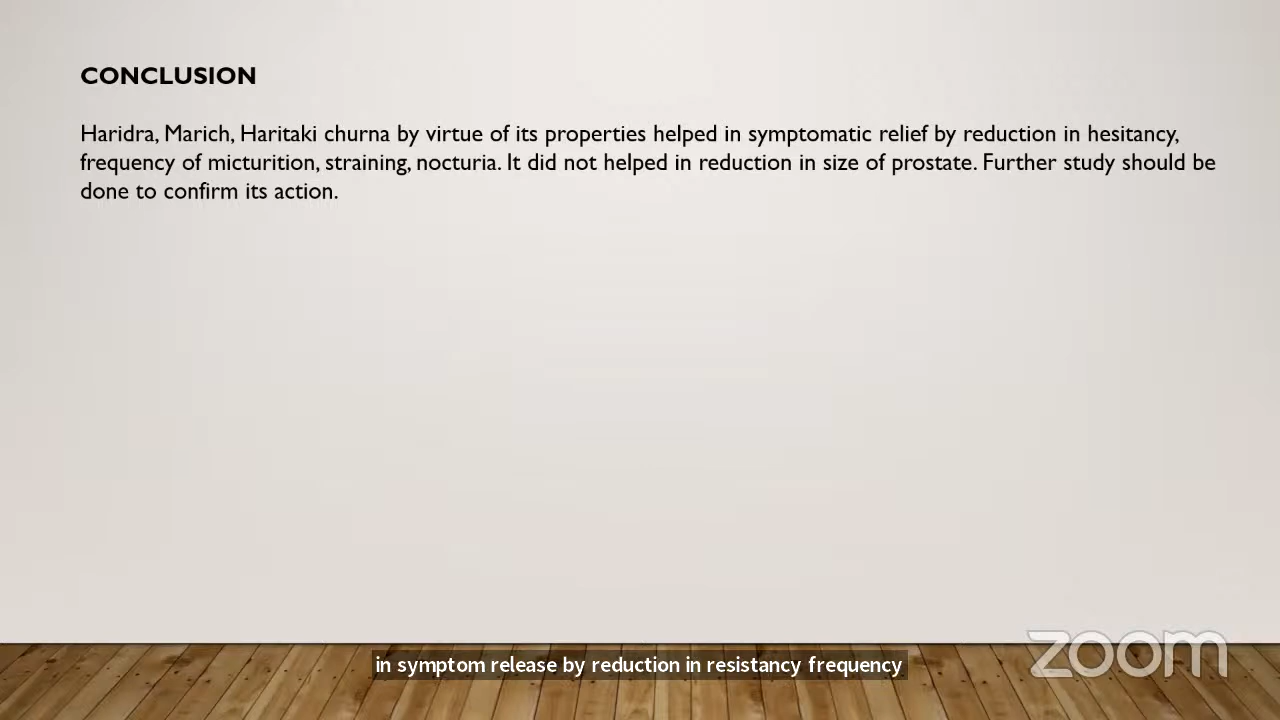 CONCLUSION
Haridra, Marich, Haritaki churna by virtue of its properties helped in symptomatic relief by reduction in hesitancy,
frequency of micturition, straining, nocturia. It did not helped in reduction in size of prostate. Further study should be
done to confirm its action.
in symptom release by reduction in resistancy frequency
zoom